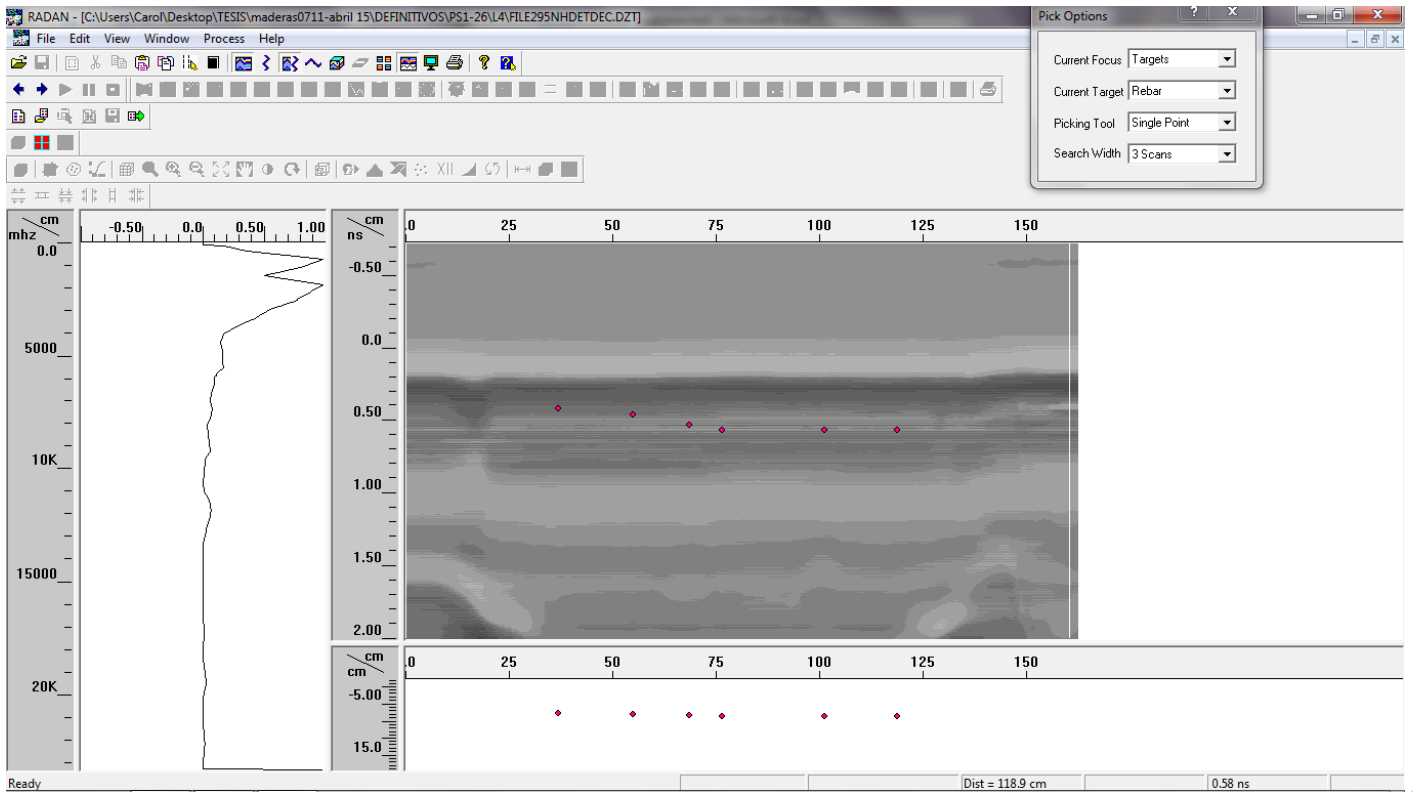 RADAN - [C:\Users\Carol\Desktop\TESIS\maderas0711-abril 15\DEFINITIVOS\PS1-26\L4\FILE295NHDETDEC.DZT]
File Edit View Window Process Help
Pick Options
Current Focus Targets
Current Target Rebar
Picking Tool Single Point
Search Width 3 Scans
XII
cm
mhz
-0.50 0.0 0.50 1.00
0.0
5000
10K
15000
20K
cm
ns
.0 25 50 75 100 125 150
-0.50
0.0
0.50
1.00
1.50
2.00
cm
cm
.0 25 50 75 100 125 150
-5.00
15.0
Ready
Dist = 118.9 cm
0.58 ns